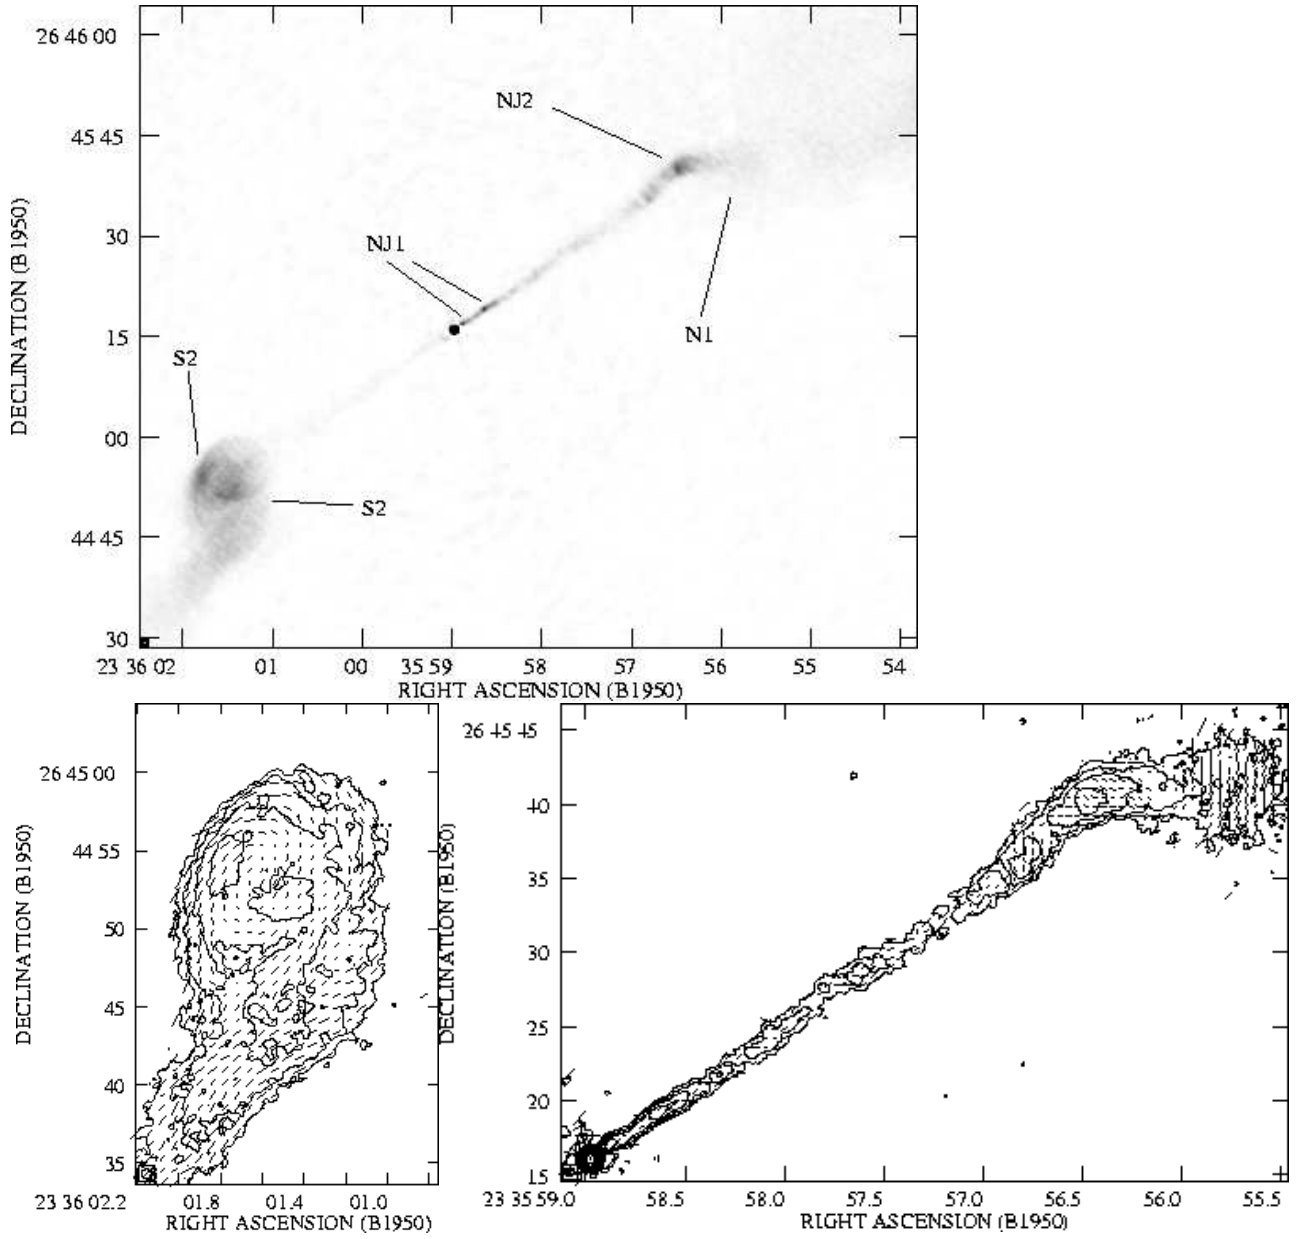 26 46 00
NJ2
45 45
30
NJ1
N1
15
S2
00
S2
44 45
30
DECLINATION (B1950)
23 36 02 01 00 35 59 58 57 56 55 54
RIGHT ASCENSION (B1950)
26 45 00
44 55
50
45
40
35
DECLINATION (B1950)
23 36 02.2 01.8 01.4 01.0
RIGHT ASCENSION (B1950)
26 45 45
40
35
30
25
20
15
DECLINATION (B1950)
23 35 59.0 58.5 58.0 57.5 57.0 56.5 56.0 55.5
RIGHT ASCENSION (B1950)